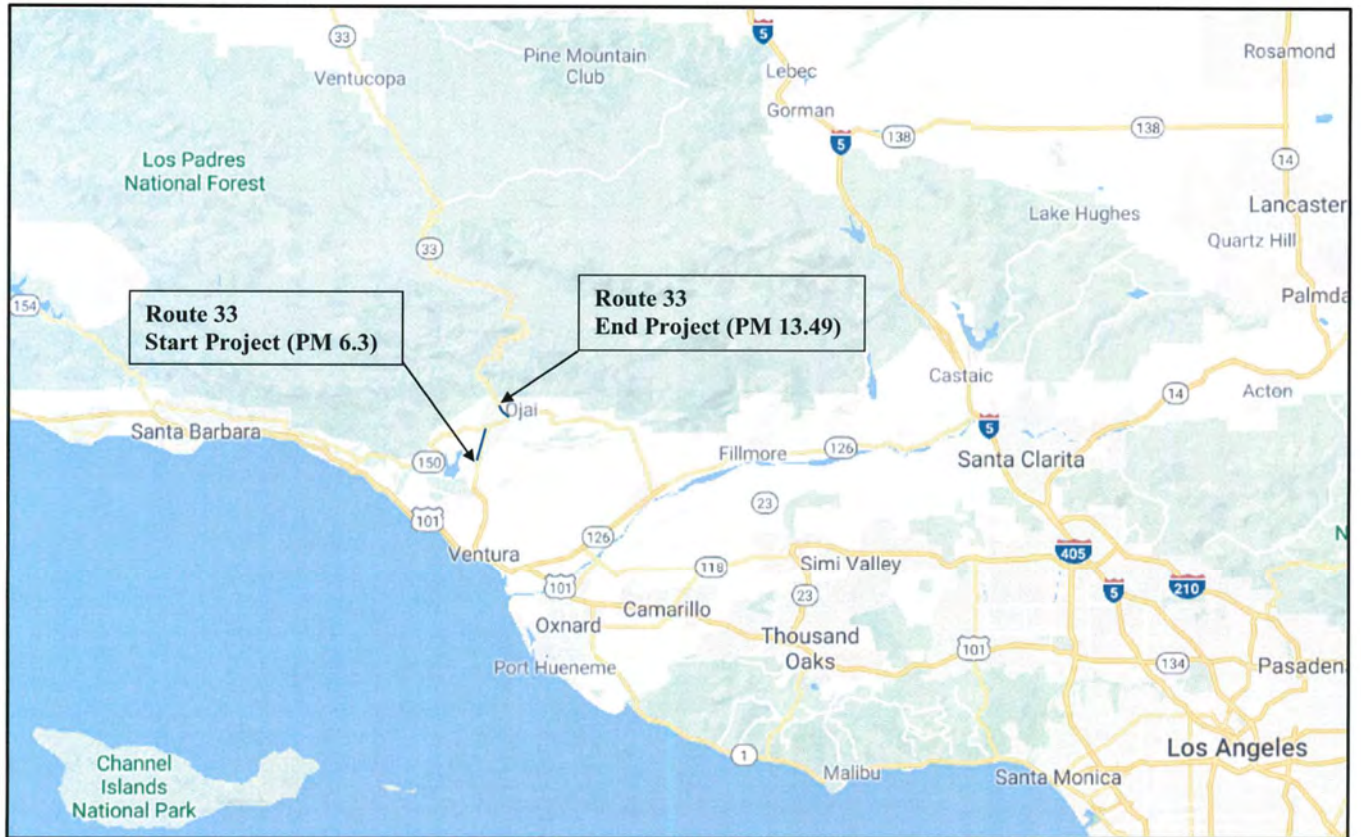 33
5
Rosamond
Pine Mountain
Club
Lebec
Ventucopa
Gorman
138
138
5
Los Padres
National Forest
14
Lake Hughes
Lancaster
Quartz Hill
33
154
Route 33
Start Project (PM 6.3)
Route 33
End Project (PM 13.49)
Palmda
Castaic
14
Acton
Ojai
Santa Barbara
5
150
Fillmore
126
Santa Clarita
23
101
126
Ventura
118
Simi Valley
405
N
101
23
5
210
Camarillo
Oxnard
Thousand
Oaks
101
134
Port Hueneme
Pasadena
1
Los Angeles
Channel
Islands
National Park
Malibu
Santa Monica